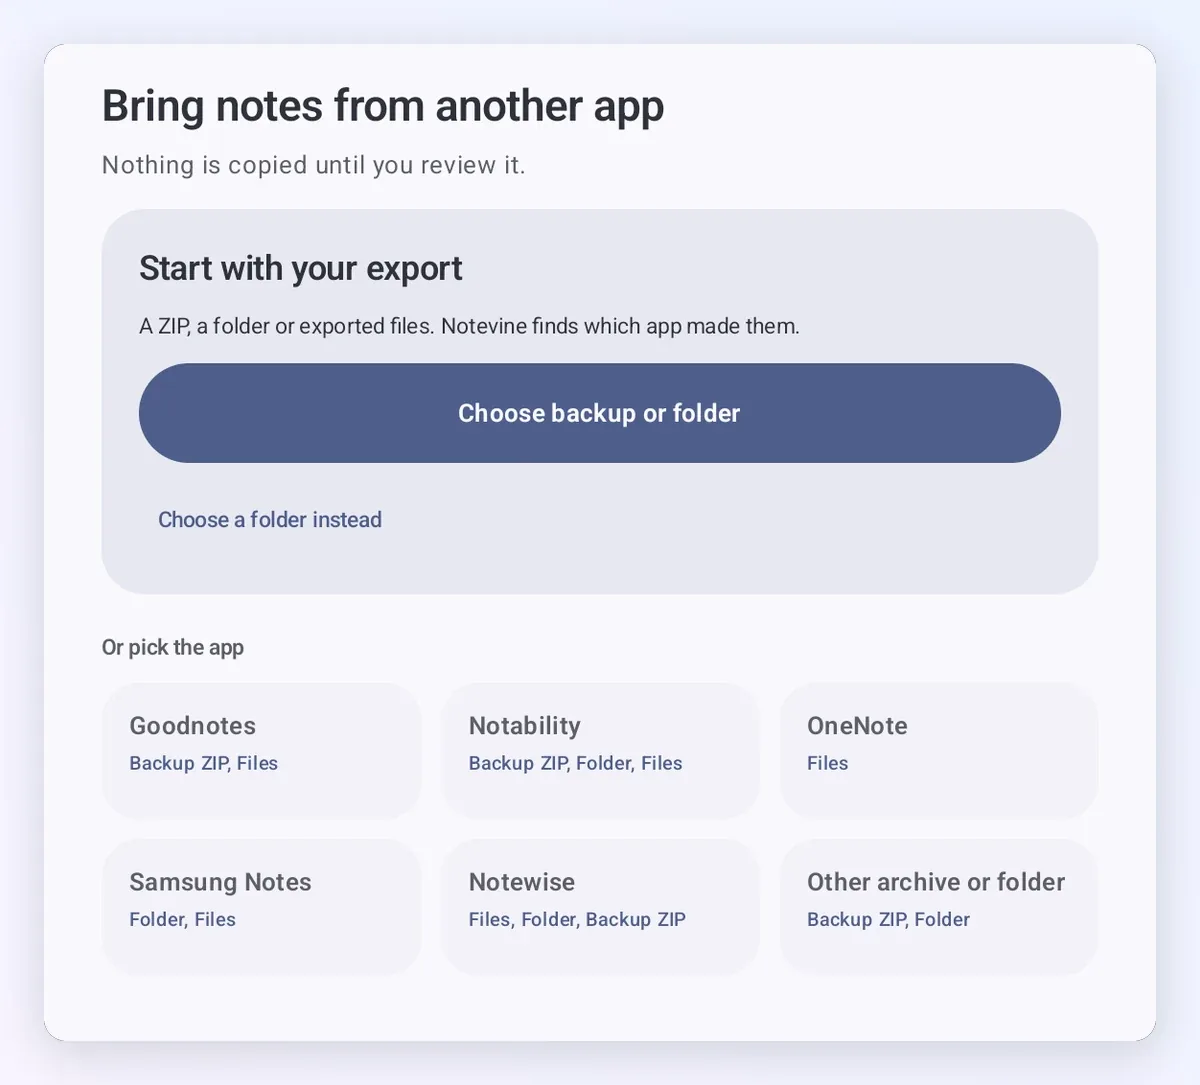 Bring notes from another app
Nothing is copied until you review it.
Start with your export
A ZIP, a folder or exported files. Notevine finds which app made them.
Choose backup or folder
Choose a folder instead
Or pick the app
Goodnotes
Backup ZIP, Files
Notability
Backup ZIP, Folder, Files
OneNote
Files
Samsung Notes
Folder, Files
Notewise
Files, Folder, Backup ZIP
Other archive or folder
Backup ZIP, Folder